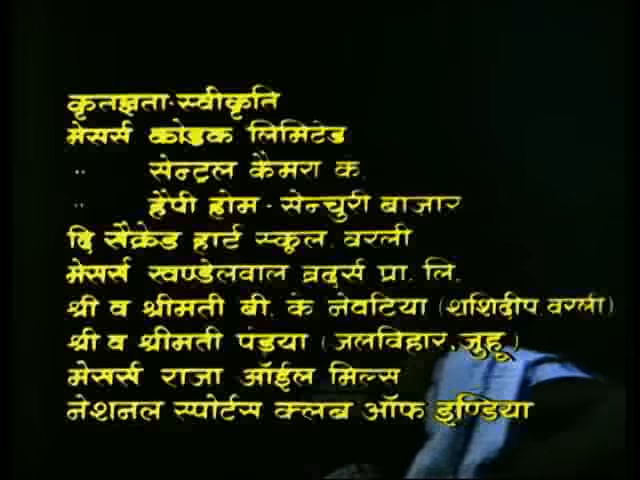 कृतज्ञता-स्वीकृति
मेसर्स कोडक लिमिटेड
" सेन्ट्रल कैमरा क.
" हैपी होम - सेन्चुरी बाज़ार
दि सैक्रेड हार्ट स्कूल, वरली
मेसर्स खण्डेलवाल ब्रदर्स प्रा. लि.
श्री व श्रीमती बी. के नेवटिया (शशिदीप, वरली)
श्री व श्रीमती पंड्या (जलविहार, जुहू)
मेसर्स राजा ऑईल मिल्स
नेशनल स्पोर्टस क्लब ऑफ इण्डिया